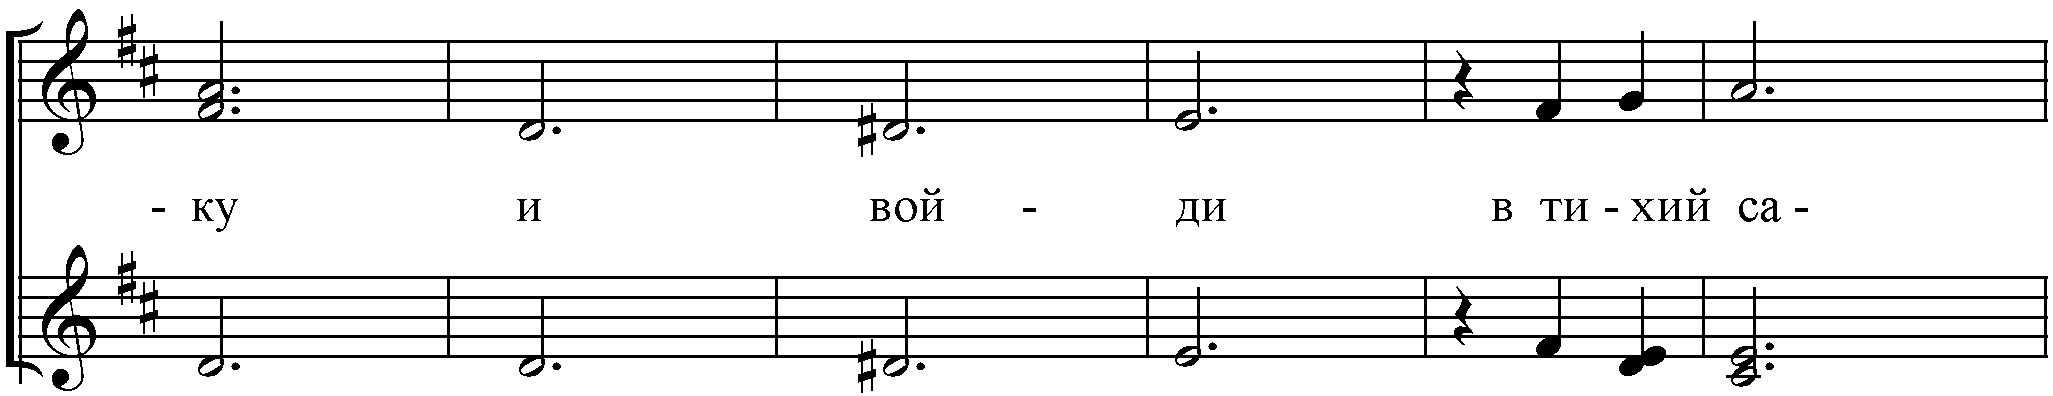 - ку и вой - ди в ти - хий са -